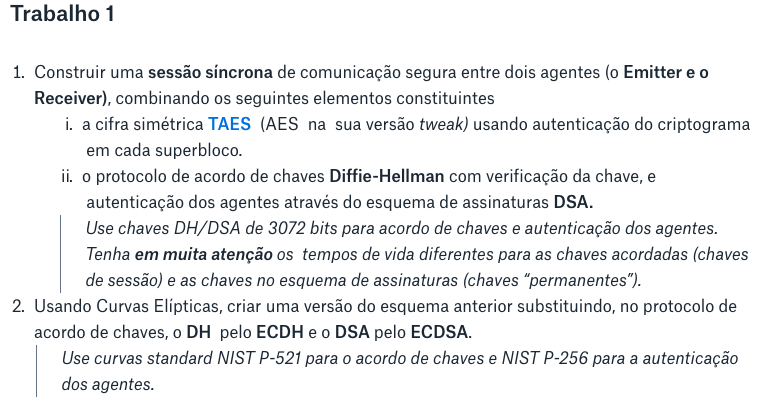 Trabalho 1
1. Construir uma sessão síncrona de comunicação segura entre dois agentes (o Emitter e o
Receiver), combinando os seguintes elementos constituintes
i. a cifra simétrica TAES (AES na sua versão tweak) usando autenticação do criptograma
em cada superbloco.
ii. o protocolo de acordo de chaves Diffie-Hellman com verificação da chave, e
autenticação dos agentes através do esquema de assinaturas DSA.
Use chaves DH/DSA de 3072 bits para acordo de chaves e autenticação dos agentes.
Tenha em muita atenção os tempos de vida diferentes para as chaves acordadas (chaves
de sessão) e as chaves no esquema de assinaturas (chaves “permanentes”).
2. Usando Curvas Elípticas, criar uma versão do esquema anterior substituindo, no protocolo de
acordo de chaves, o DH pelo ECDH e o DSA pelo ECDSA.
Use curvas standard NIST P-521 para o acordo de chaves e NIST P-256 para a autenticação
dos agentes.